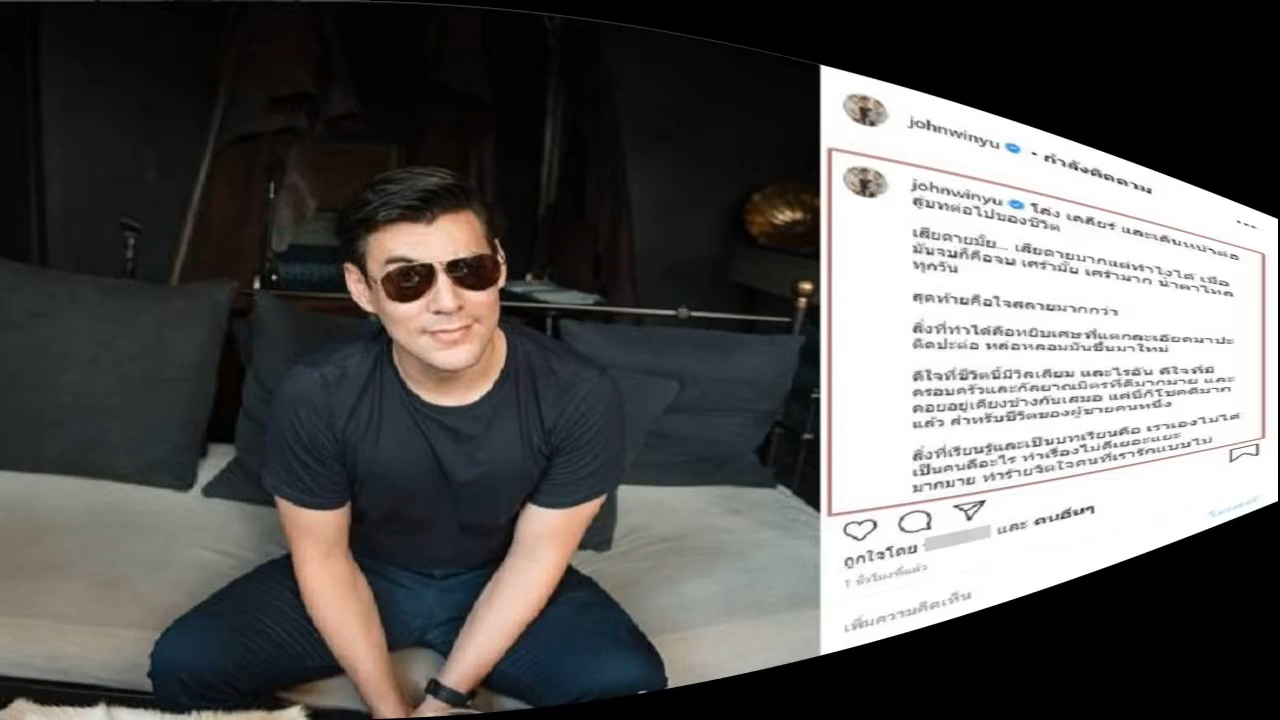 johnwinyu • กำลังติดตาม
johnwinyu โล่ง เคลียร์ และเดินหน้าต่อ
สู่บทต่อไปของชีวิต
เสียดายมั้ย... เสียดายมากแต่ทำไงได้ เมื่อ
มันจบก็คือจบ เศร้ามั้ย เศร้ามาก น้ำตาไหล
ทุกวัน
สุดท้ายคือใจสลายมากกว่า
สิ่งที่ทำได้คือหยิบเศษที่แตกละเอียดมาปะ
ติดปะต่อ หล่อหลอมมันขึ้นมาใหม่
ดีใจที่ชีวิตนี้มีวิลเลียม และไรอัน ดีใจที่มี
ครอบครัวและกัลยาณมิตรที่ดีมากมาย และ
คอยอยู่เคียงข้างกันเสมอ แค่นี้ก็โชคดีมาก
แล้ว สำหรับชีวิตของผู้ชายคนหนึ่ง
สิ่งที่เรียนรู้และเป็นบทเรียนคือ เราเองไม่ได้
เป็นคนดีอะไร ทำเรื่องไม่ดีเยอะแยะ
มากมาย ทำร้ายจิตใจคนที่เรารักแบบไม่
ถูกใจโดย และ คนอื่นๆ
1 ชั่วโมงที่แล้ว
เพิ่มความคิดเห็น